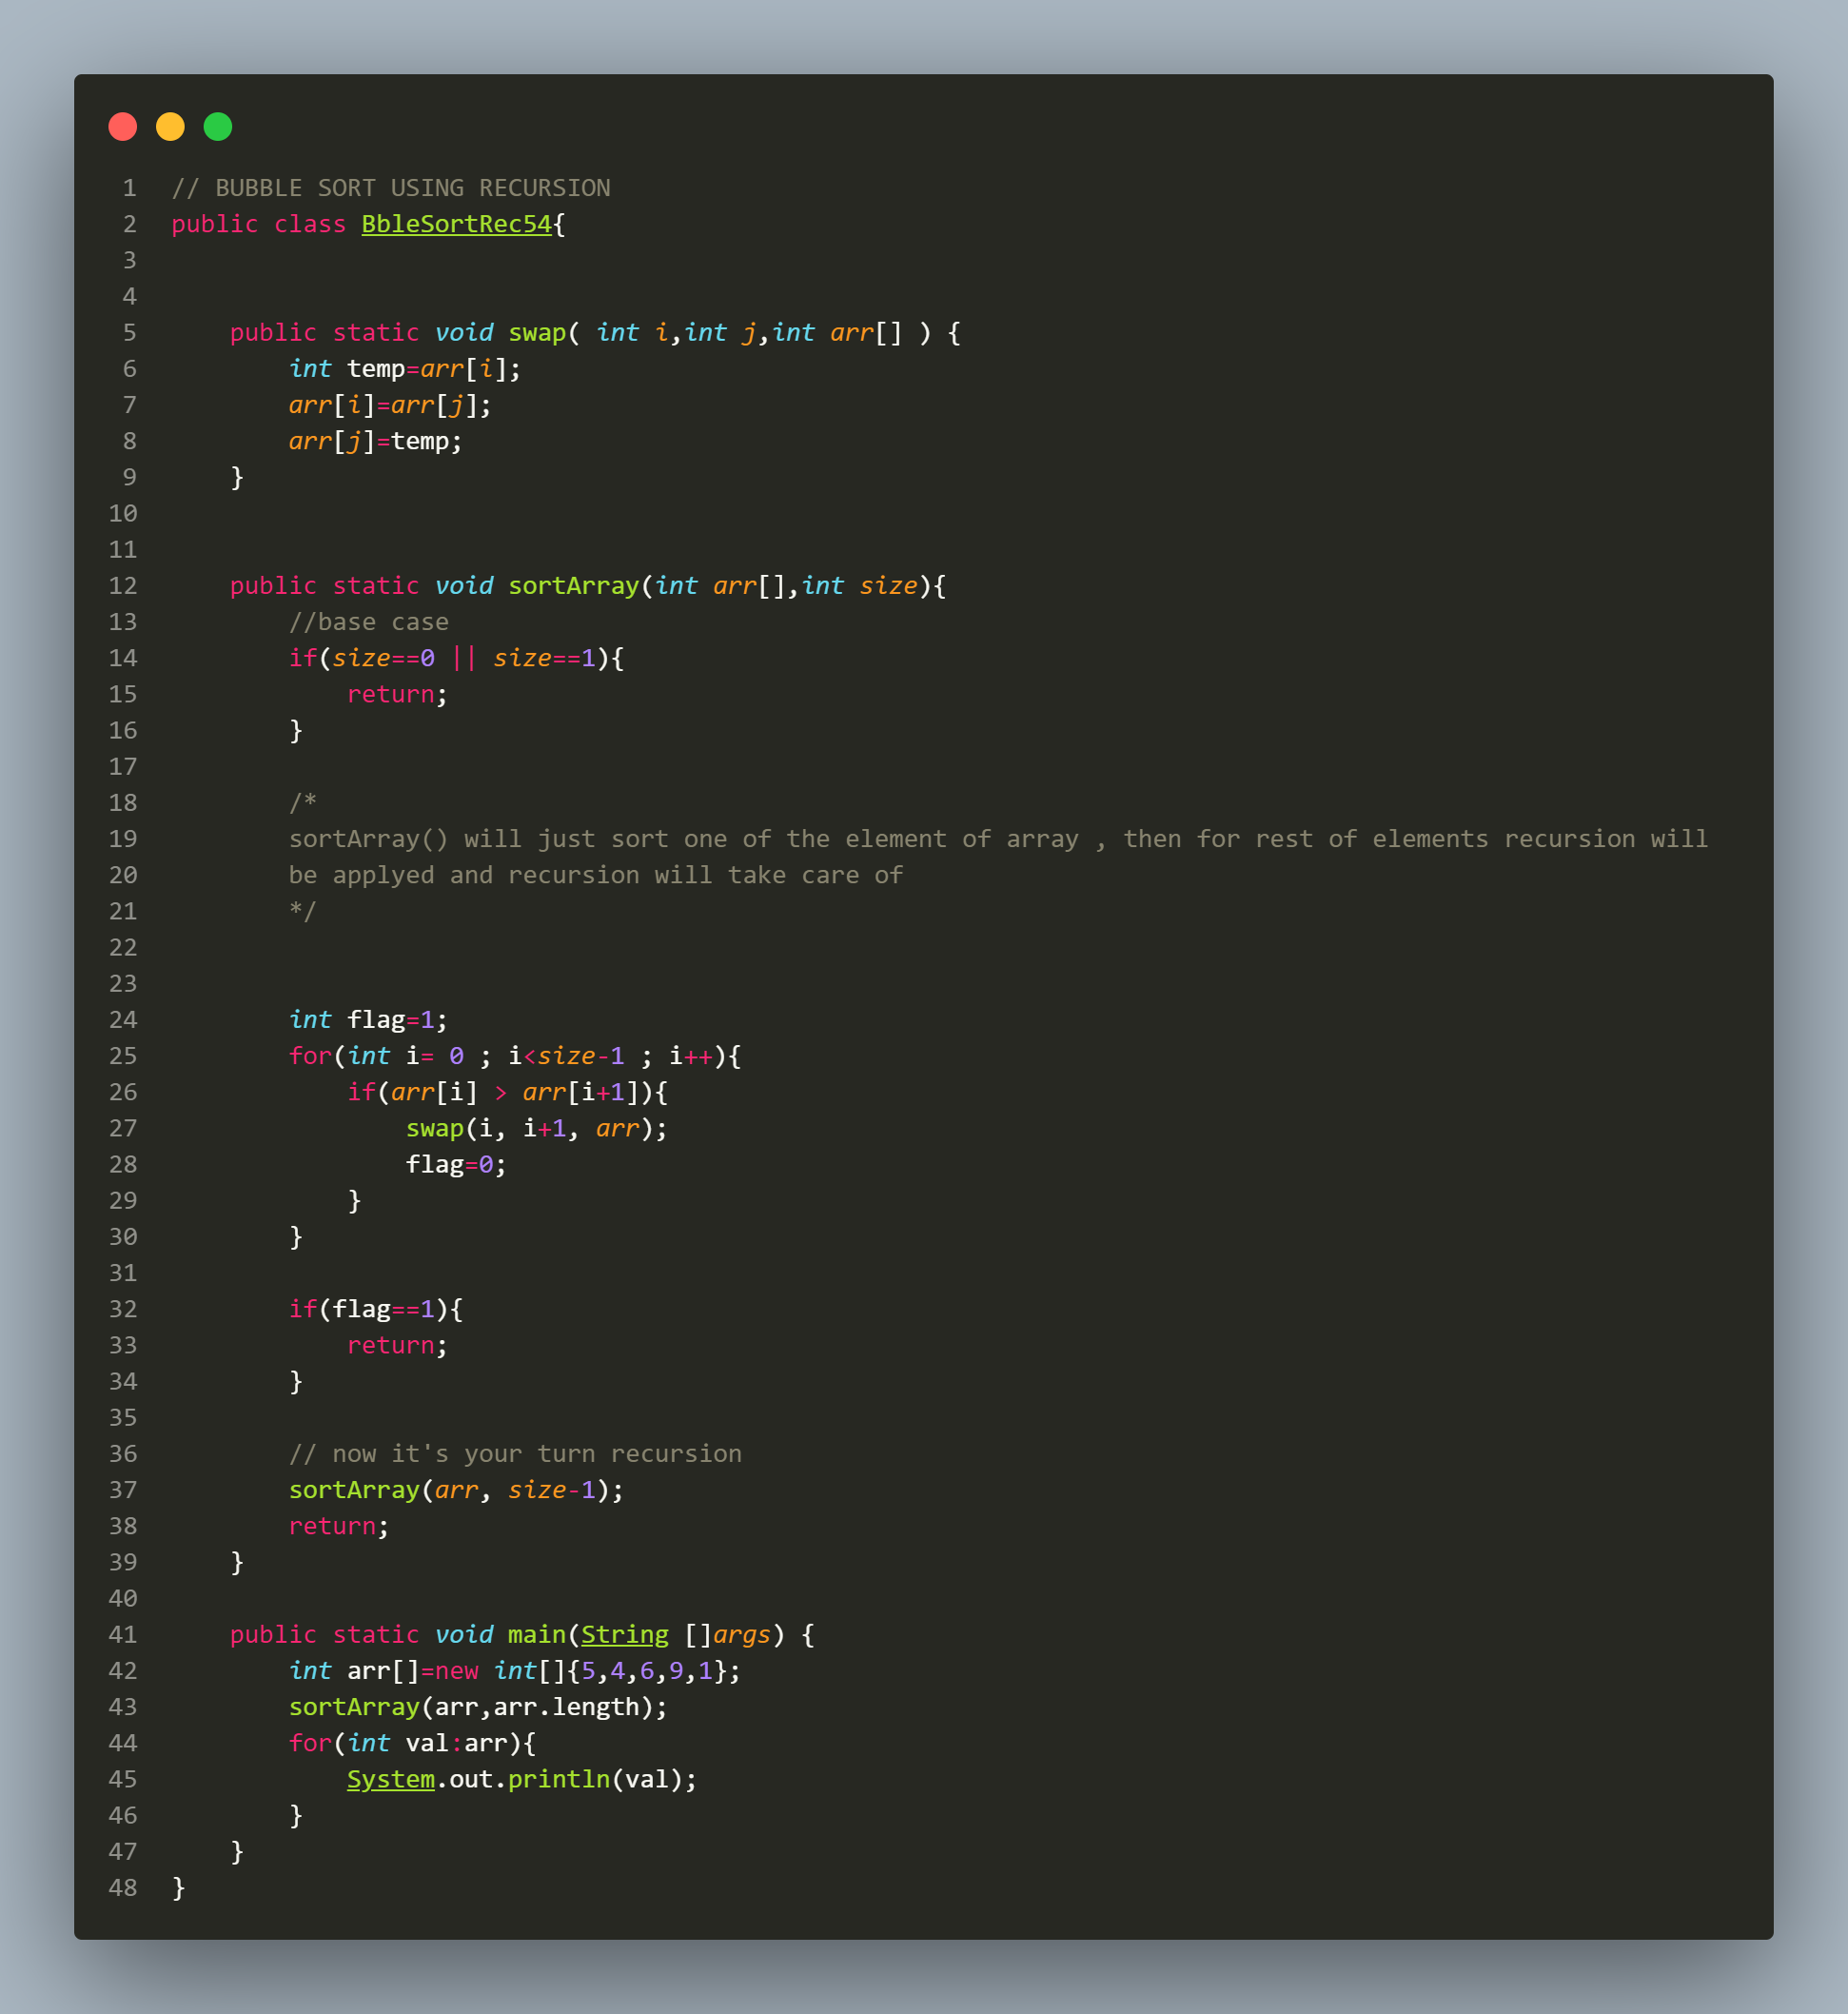 1 // BUBBLE SORT USING RECURSION
2 public class BbleSortRec54{
3
4
5     public static void swap( int i,int j,int arr[] ) {
6         int temp=arr[i];
7         arr[i]=arr[j];
8         arr[j]=temp;
9     }
10
11
12     public static void sortArray(int arr[],int size){
13         //base case
14         if(size==0 || size==1){
15             return;
16         }
17
18         /*
19         sortArray() will just sort one of the element of array , then for rest of elements recursion will
20         be applyed and recursion will take care of
21         */
22
23
24         int flag=1;
25         for(int i= 0 ; i<size-1 ; i++){
26             if(arr[i] > arr[i+1]){
27                 swap(i, i+1, arr);
28                 flag=0;
29             }
30         }
31
32         if(flag==1){
33             return;
34         }
35
36         // now it's your turn recursion
37         sortArray(arr, size-1);
38         return;
39     }
40
41     public static void main(String []args) {
42         int arr[]=new int[]{5,4,6,9,1};
43         sortArray(arr,arr.length);
44         for(int val:arr){
45             System.out.println(val);
46         }
47     }
48 }